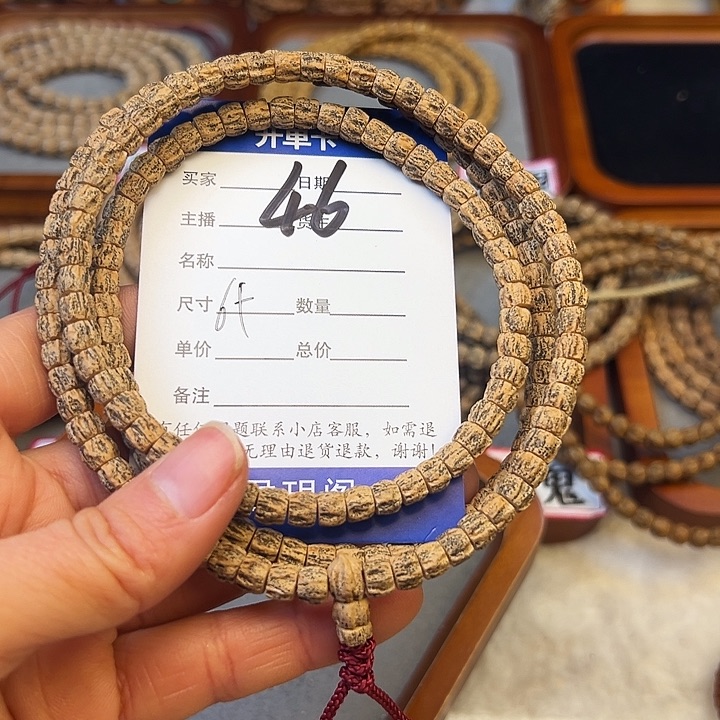 开单卡
买家 日期
46
主播
名称
尺寸 数量
单价 总价
备注
题联系小店客服，如需退
无理由退货退款，谢谢!
鬼